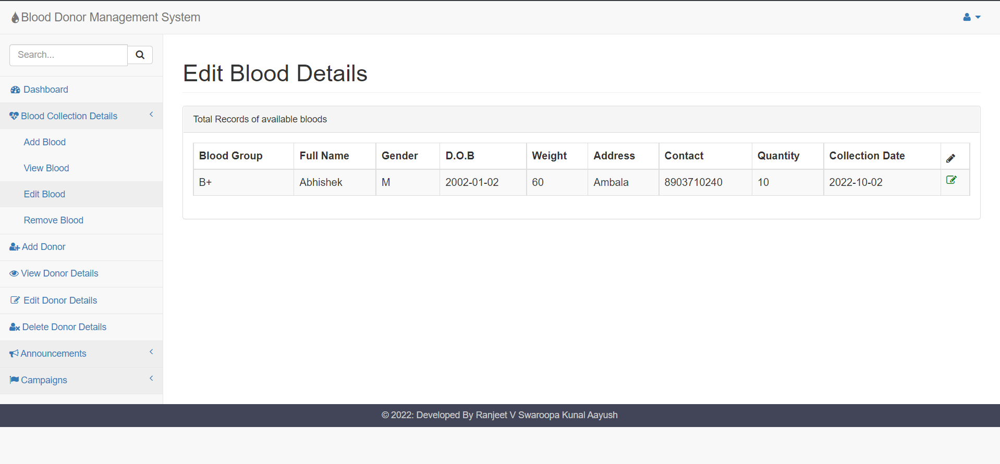 Blood Donor Management System
Search...
Dashboard
Blood Collection Details
Add Blood
View Blood
Edit Blood
Remove Blood
Add Donor
View Donor Details
Edit Donor Details
Delete Donor Details
Announcements
Campaigns
Edit Blood Details
Total Records of available bloods
Blood Group Full Name Gender D.O.B Weight Address Contact Quantity Collection Date
B+ Abhishek M 2002-01-02 60 Ambala 8903710240 10 2022-10-02
© 2022: Developed By Ranjeet V Swaroopa Kunal Aayush